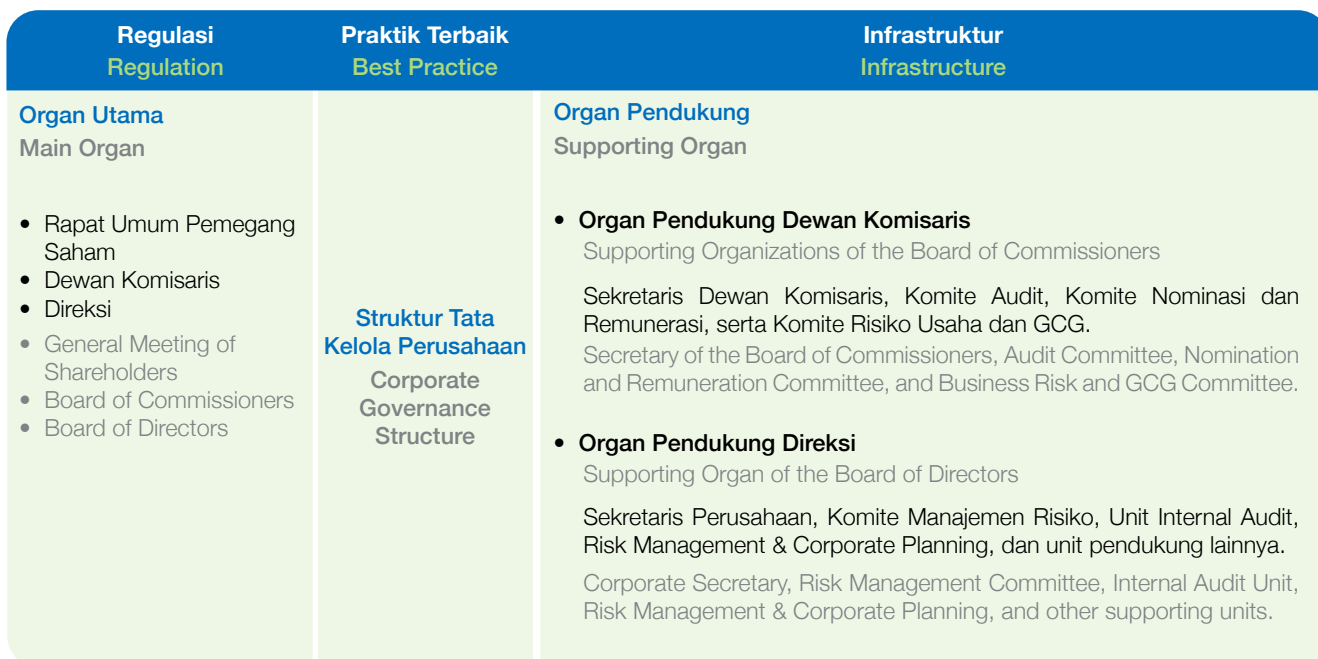 Regulasi
Regulation
Praktik Terbaik
Best Practice
Infrastruktur
Infrastructure
Organ Utama
Main Organ
• Rapat Umum Pemegang
Saham
• Dewan Komisaris
• Direksi
• General Meeting of
Shareholders
• Board of Commissioners
• Board of Directors
Struktur Tata
Kelola Perusahaan
Corporate
Governance
Structure
Organ Pendukung
Supporting Organ
• Organ Pendukung Dewan Komisaris
Supporting Organizations of the Board of Commissioners
Sekretaris Dewan Komisaris, Komite Audit, Komite Nominasi dan
Remunerasi, serta Komite Risiko Usaha dan GCG.
Secretary of the Board of Commissioners, Audit Committee, Nomination
and Remuneration Committee, and Business Risk and GCG Committee.
• Organ Pendukung Direksi
Supporting Organ of the Board of Directors
Sekretaris Perusahaan, Komite Manajemen Risiko, Unit Internal Audit,
Risk Management & Corporate Planning, dan unit pendukung lainnya.
Corporate Secretary, Risk Management Committee, Internal Audit Unit,
Risk Management & Corporate Planning, and other supporting units.